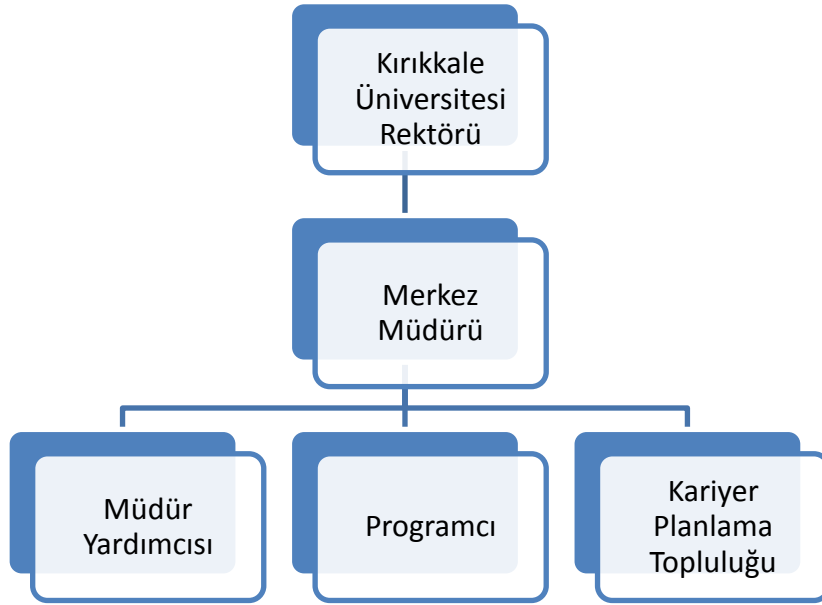 Kırıkkale
Üniversitesi
Rektörü
Merkez
Müdürü
Müdür
Yardımcısı
Programcı
Kariyer
Planlama
Topluluğu